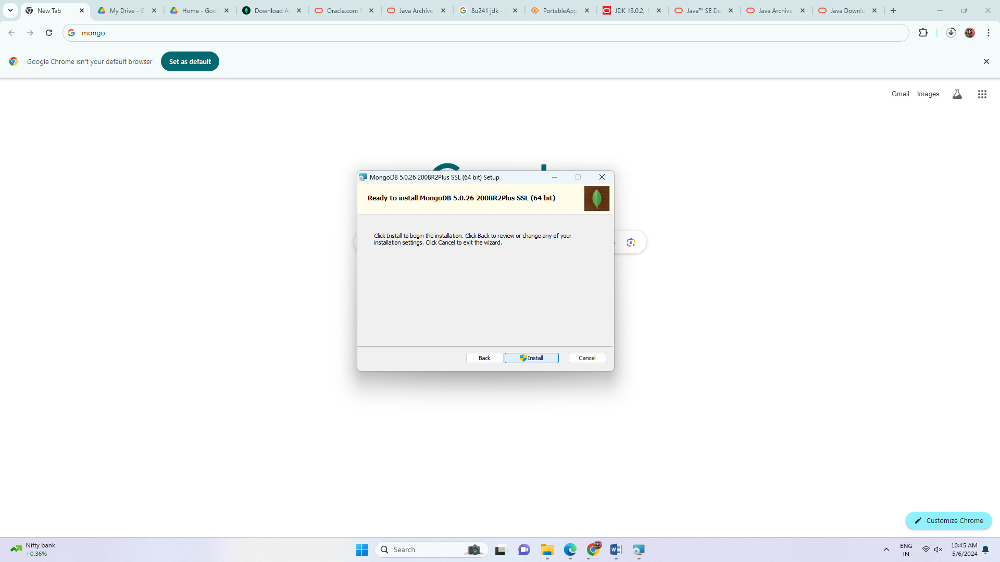 New Tab
My Drive - G
Home - Goo
Download At
Oracle.com S
Java Archive
8u241 jdk - G
PortableApp
JDK 13.0.2, 1
Java™ SE De
Java Archive
Java Downlo
mongo
Google Chrome isn't your default browser
Set as default
Gmail
Images
MongoDB 5.0.26 2008R2Plus SSL (64 bit) Setup
Ready to install MongoDB 5.0.26 2008R2Plus SSL (64 bit)
Click Install to begin the installation. Click Back to review or change any of your
installation settings. Click Cancel to exit the wizard.
Back
Install
Cancel
Customize Chrome
Nifty bank
+0.36%
Search
ENG
IN
10:45 AM
5/6/2024